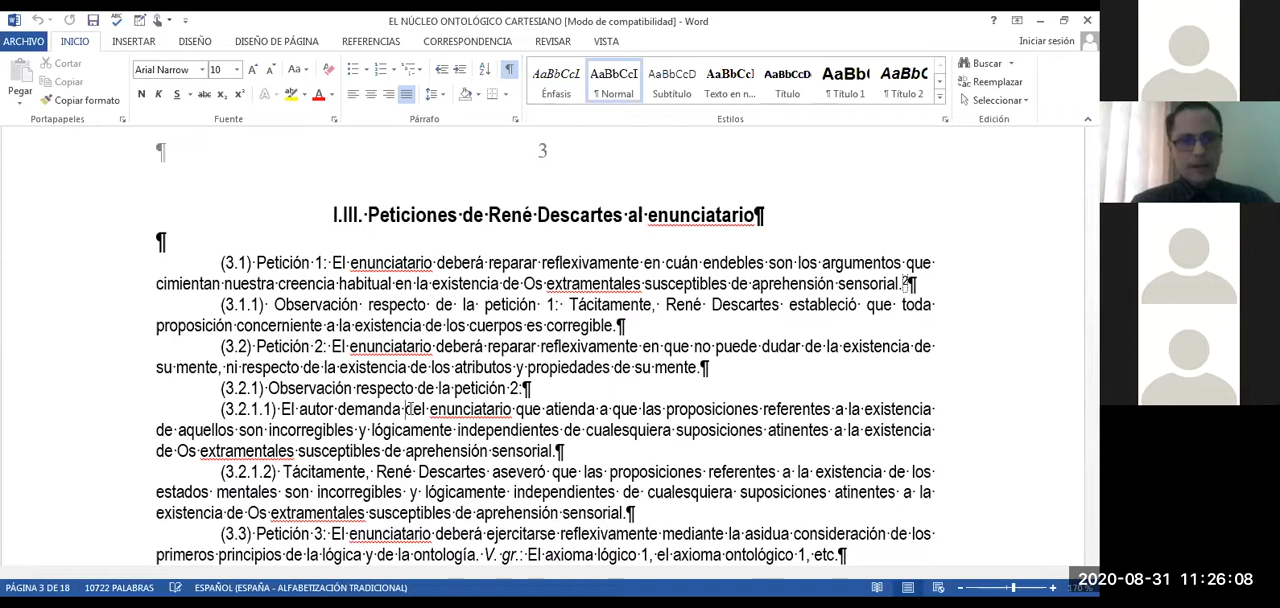 EL NÚCLEO ONTOLÓGICO CARTESIANO [Modo de compatibilidad] - Word
ARCHIVO INICIO INSERTAR DISEÑO DISEÑO DE PÁGINA REFERENCIAS CORRESPONDENCIA REVISAR VISTA Iniciar sesión
Cortar
Copiar
Copiar formato
Pegar
Portapapeles
Arial Narrow 10 Aa
N K S abc x₂ x² A A
Fuente
Párrafo
AaBbCcI AaBbCcI AaBbCcD AaBbCcI AaBbCcD AaBb( AaBbC
Énfasis ¶ Normal Subtítulo Texto en n... Título ¶ Título 1 ¶ Título 2
Estilos
Buscar
Reemplazar
Seleccionar
Edición
¶ 3
I.III.·Peticiones·de·René·Descartes·al·enunciatario¶
¶
(3.1)·Petición·1:·El·enunciatario·deberá·reparar·reflexivamente·en·cuán·endebles·son·los·argumentos·que·
cimientan·nuestra·creencia·habitual·en·la·existencia·de·Os·extramentales·susceptibles·de·aprehensión·sensorial.²¶
(3.1.1)·Observación·respecto·de·la·petición·1:·Tácitamente,·René·Descartes·estableció·que·toda·
proposición·concerniente·a·la·existencia·de·los·cuerpos·es·corregible.¶
(3.2)·Petición·2:·El·enunciatario·deberá·reparar·reflexivamente·en·que·no·puede·dudar·de·la·existencia·de·
su·mente,·ni·respecto·de·la·existencia·de·los·atributos·y·propiedades·de·su·mente.¶
(3.2.1)·Observación·respecto·de·la·petición·2:¶
(3.2.1.1)·El·autor·demanda·del·enunciatario·que·atienda·a·que·las·proposiciones·referentes·a·la·existencia·
de·aquellos·son·incorregibles·y·lógicamente·independientes·de·cualesquiera·suposiciones·atinentes·a·la·existencia·
de·Os·extramentales·susceptibles·de·aprehensión·sensorial.¶
(3.2.1.2)·Tácitamente,·René·Descartes·aseveró·que·las·proposiciones·referentes·a·la·existencia·de·los·
estados·mentales·son·incorregibles·y·lógicamente·independientes·de·cualesquiera·suposiciones·atinentes·a·la·
existencia·de·Os·extramentales·susceptibles·de·aprehensión·sensorial.¶
(3.3)·Petición·3:·El·enunciatario·deberá·ejercitarse·reflexivamente·mediante·la·asidua·consideración·de·los·
primeros·principios·de·la·lógica·y·de·la·ontología.·V.·gr.:·El·axioma·lógico·1,·el·axioma·ontológico·1,·etc.¶
PÁGINA 3 DE 18 10722 PALABRAS ESPAÑOL (ESPAÑA - ALFABETIZACIÓN TRADICIONAL) 170 %
2020-08-31 11:26:08